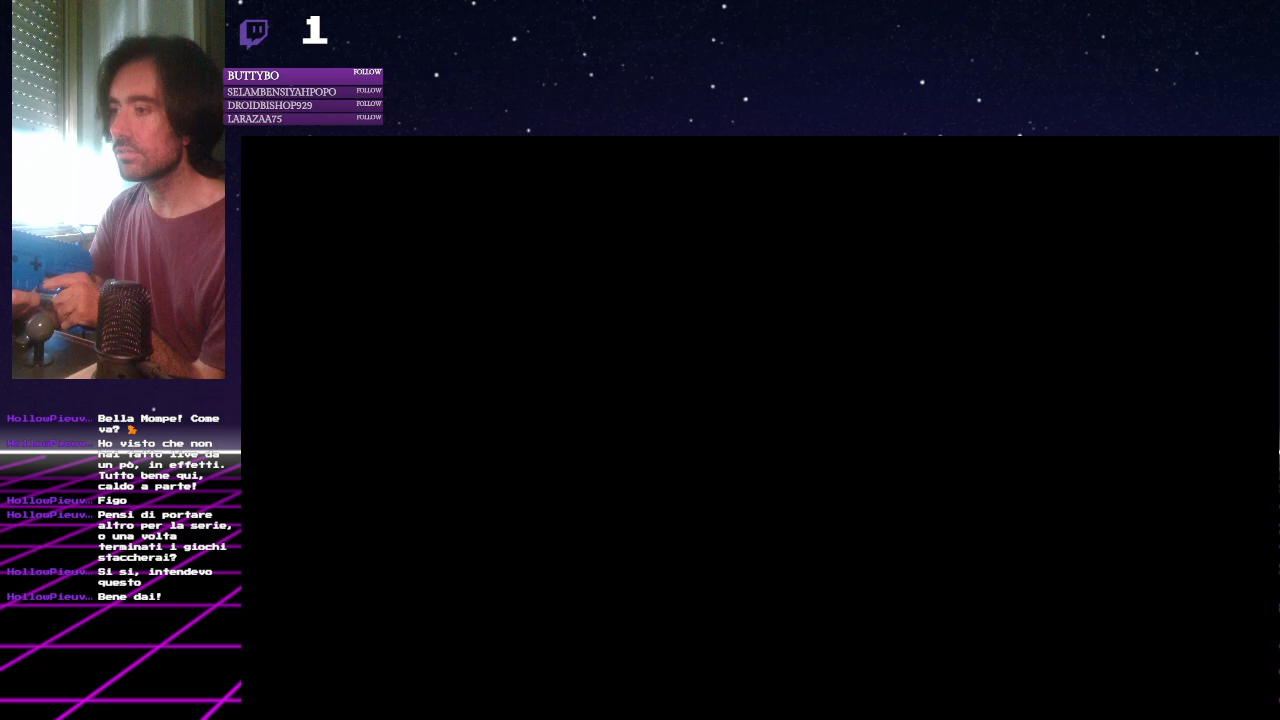 1
BUTTYBO FOLLOW
SELAMBENSIYAHPOPO FOLLOW
DROIDBISHOP929 FOLLOW
LARAZAA75 FOLLOW
HollowPieuv… Bella Mompe! Come
va?
HollowPieuv… Ho visto che non
hai fatto live da
un pò, in effetti.
Tutto bene qui,
caldo a parte!
HollowPieuv… Figo
HollowPieuv… Pensi di portare
altro per la serie,
o una volta
terminati i giochi
staccherai?
HollowPieuv… Si si, intendevo
questo
HollowPieuv… Bene dai!